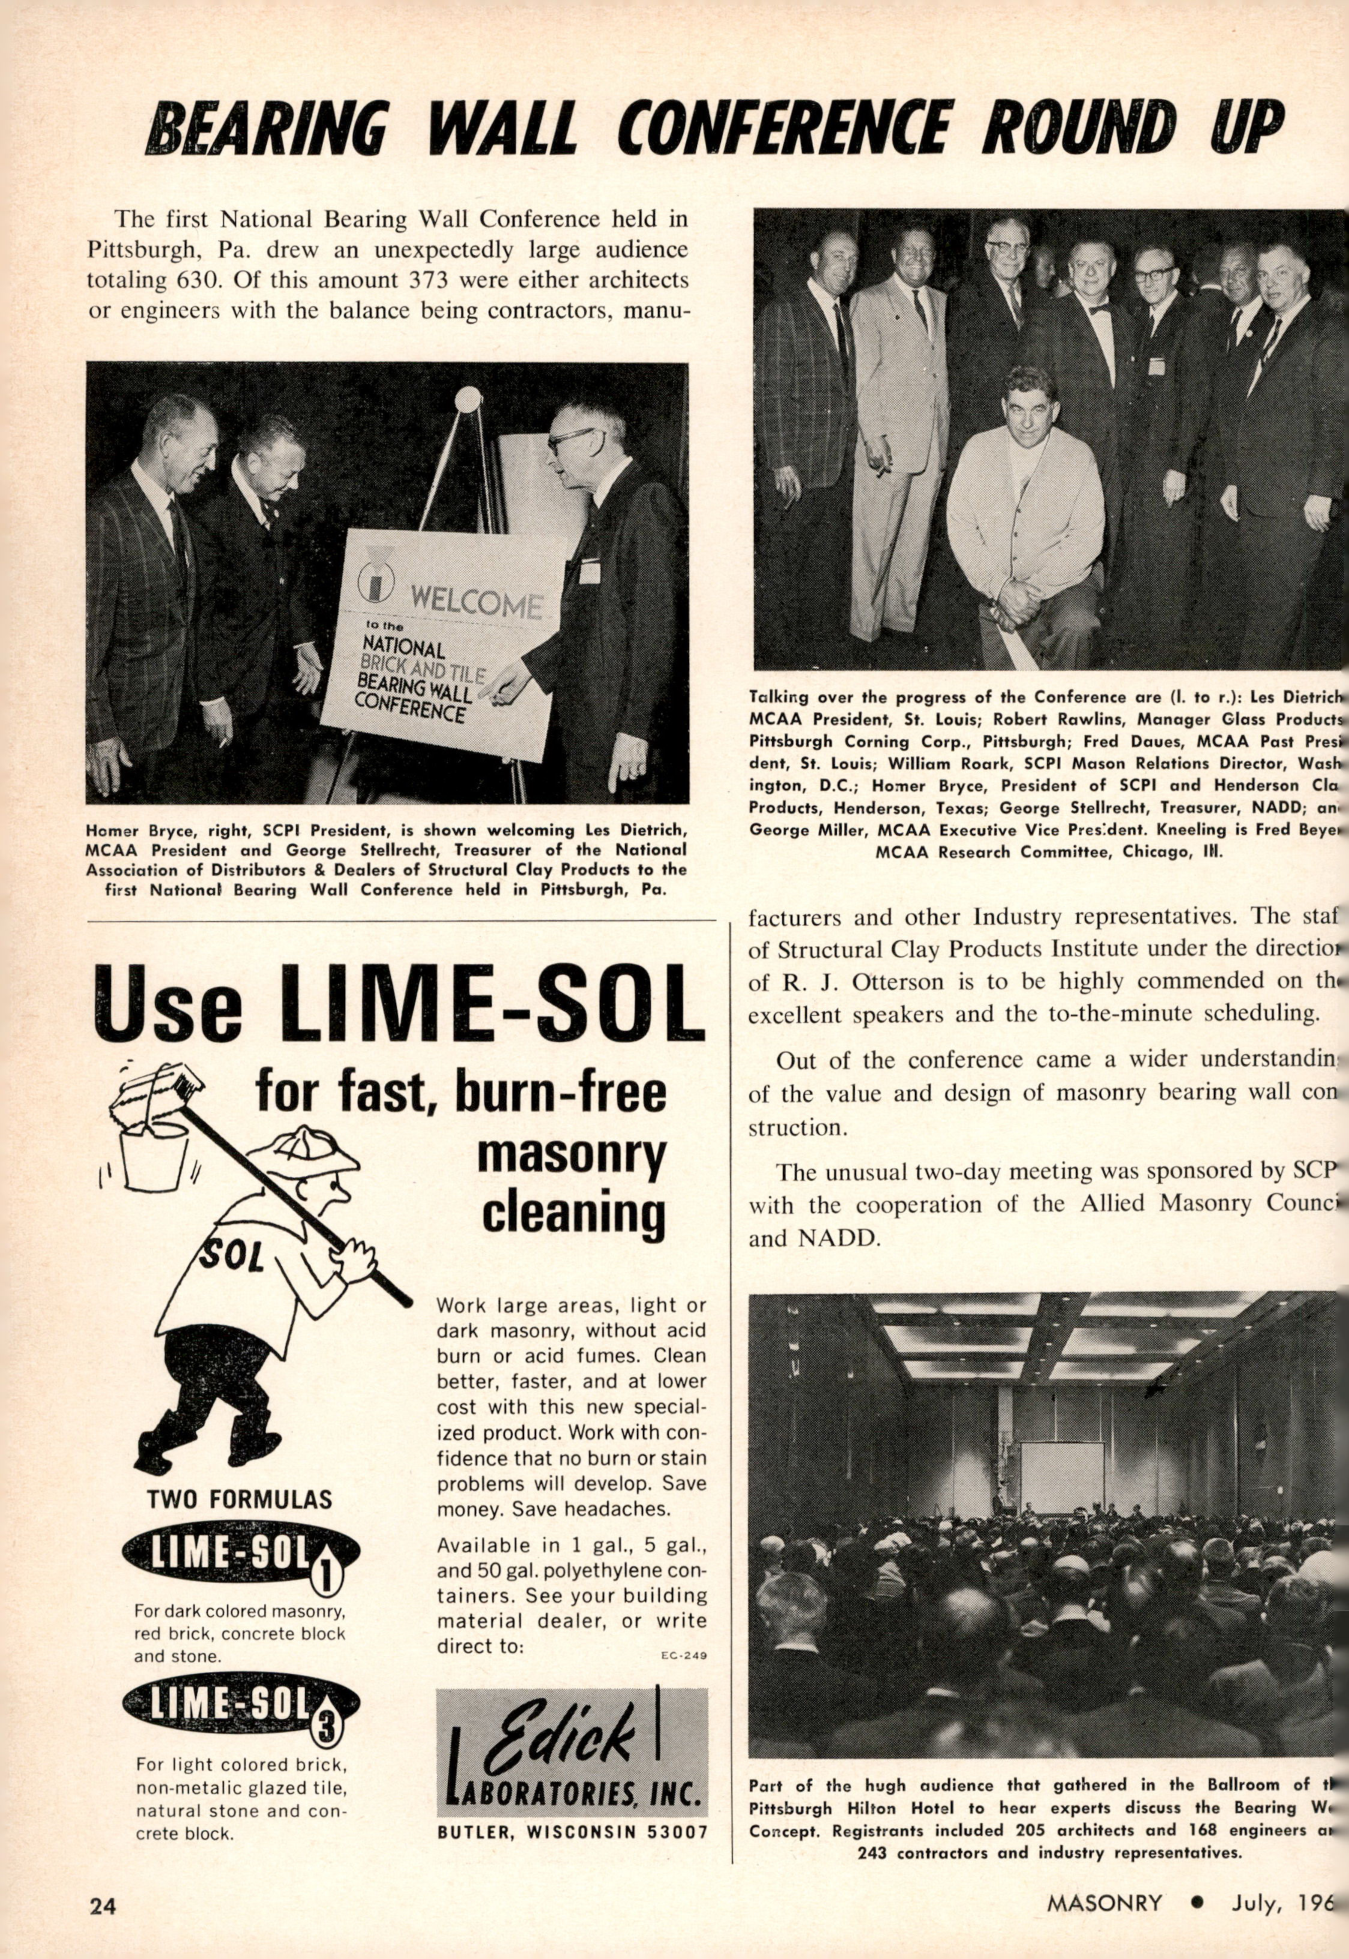 BEARING WALL CONFERENCE ROUND UP
The first National Bearing Wall Conference held in
Pittsburgh, Pa. drew an unexpectedly large audience
totaling 630. Of this amount 373 were either architects
or engineers with the balance being contractors, manu-
WELCOME
to the
NATIONAL
BRICK AND TILE
BEARING WALL
CONFERENCE
Homer Bryce, right, SCPI President, is shown welcoming Les Dietrich,
MCAA President and George Stellrecht, Treasurer of the National
Association of Distributors & Dealers of Structural Clay Products to the
first National Bearing Wall Conference held in Pittsburgh, Pa.
Talking over the progress of the Conference are (l. to r.): Les Dietrich
MCAA President, St. Louis; Robert Rawlins, Manager Glass Products
Pittsburgh Corning Corp., Pittsburgh; Fred Daues, MCAA Past Presi
dent, St. Louis; William Roark, SCPI Mason Relations Director, Wash
ington, D.C.; Homer Bryce, President of SCPI and Henderson Cla
Products, Henderson, Texas; George Stellrecht, Treasurer, NADD; an
George Miller, MCAA Executive Vice President. Kneeling is Fred Beye
MCAA Research Committee, Chicago, Ill.
facturers and other Industry representatives. The staf
of Structural Clay Products Institute under the direction
of R. J. Otterson is to be highly commended on the
excellent speakers and the to-the-minute scheduling.
Out of the conference came a wider understandin
of the value and design of masonry bearing wall con
struction.
The unusual two-day meeting was sponsored by SCP
with the cooperation of the Allied Masonry Counci
and NADD.
Part of the hugh audience that gathered in the Ballroom of th
Pittsburgh Hilton Hotel to hear experts discuss the Bearing W
Concept. Registrants included 205 architects and 168 engineers a
243 contractors and industry representatives.
Use LIME-SOL
for fast, burn-free
masonry
cleaning
SOL
Work large areas, light or
dark masonry, without acid
burn or acid fumes. Clean
better, faster, and at lower
cost with this new special-
ized product. Work with con-
fidence that no burn or stain
problems will develop. Save
money. Save headaches.
Available in 1 gal., 5 gal.,
and 50 gal. polyethylene con-
tainers. See your building
material dealer, or write
direct to:
EC-249
TWO FORMULAS
LIME-SOL 1
For dark colored masonry,
red brick, concrete block
and stone.
LIME-SOL 3
For light colored brick,
non-metalic glazed tile,
natural stone and con-
crete block.
Edick
LABORATORIES, INC.
BUTLER, WISCONSIN 53007
24
MASONRY • July, 196